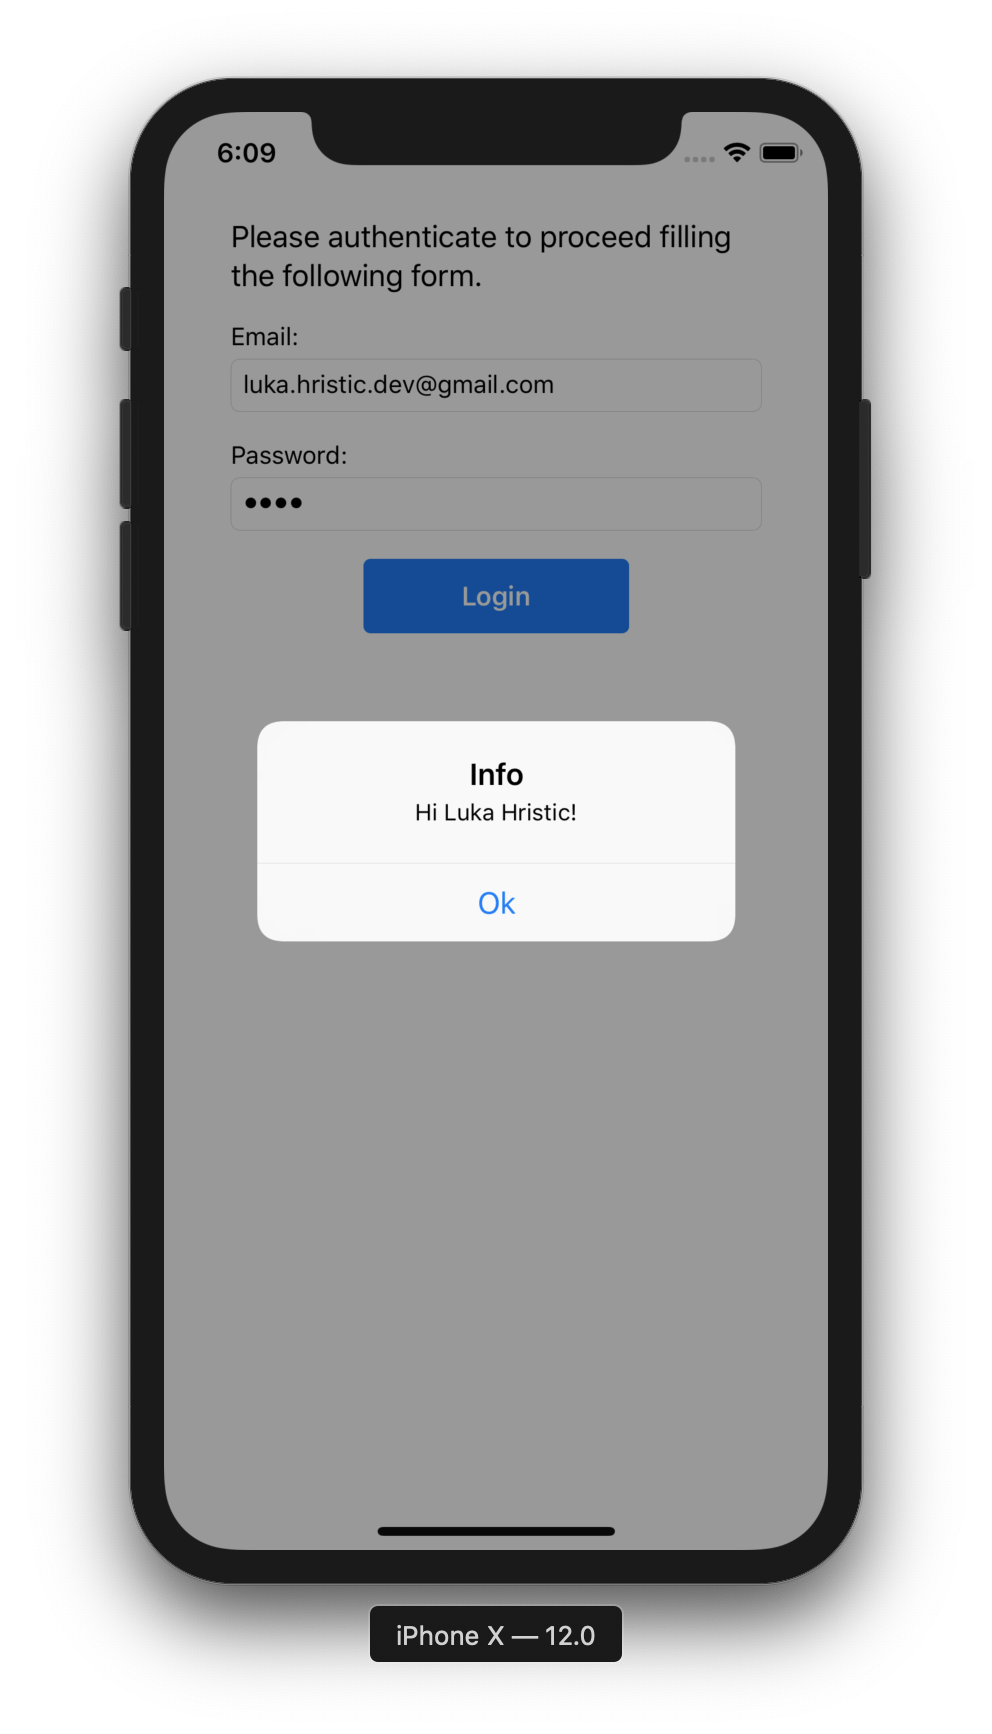 6:09
Please authenticate to proceed filling
the following form.
Email:
luka.hristic.dev@gmail.com
Password:
••••
Login
Info
Hi Luka Hristic!
Ok
iPhone X — 12.0